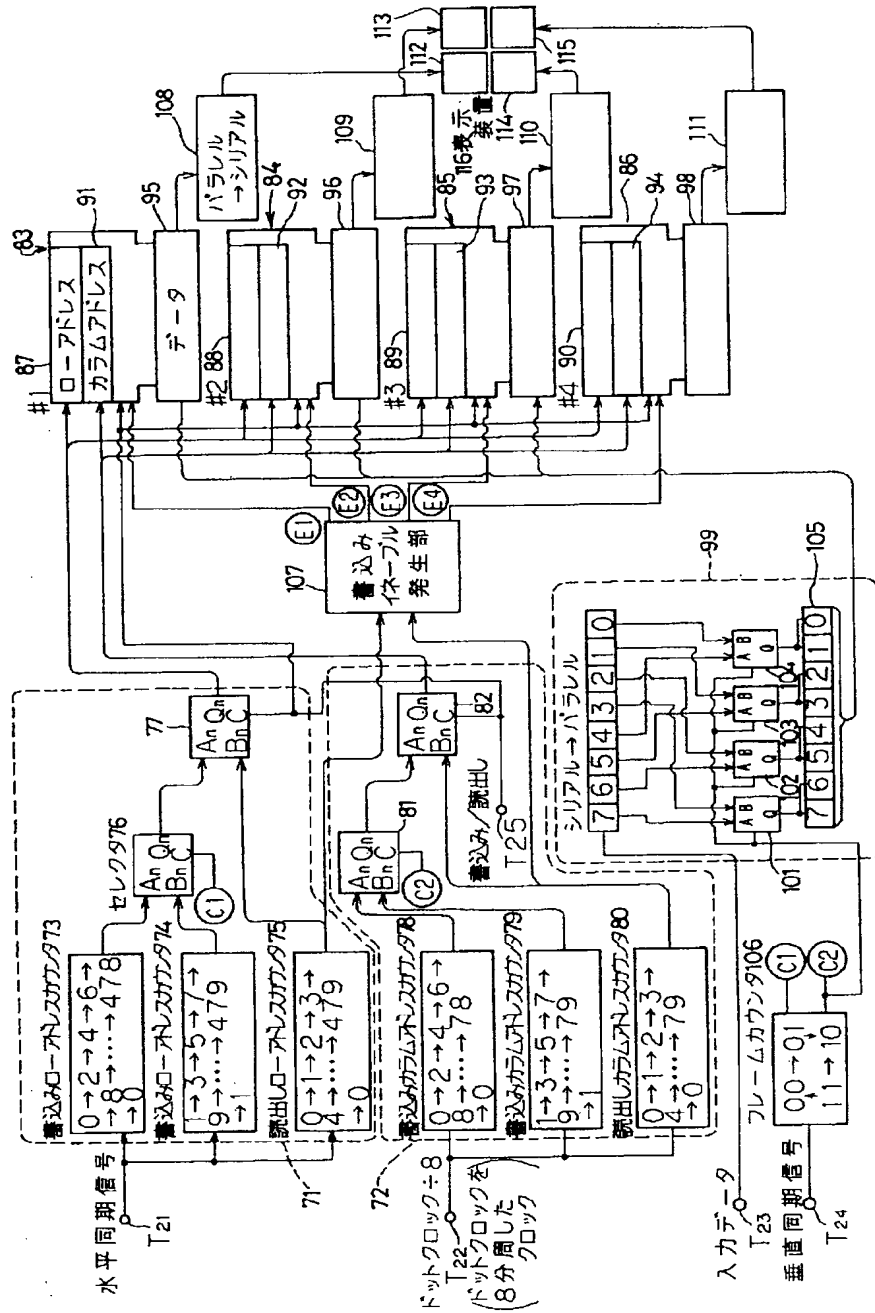 水平同期信号
T21
書込みローアドレスカウンタ73
0→2→4→6→
→8→…→478
→0
書込みローアドレスカウンタ74
1→3→5→7→
9→…→479
→1
読出しローアドレスカウンタ75
0→1→2→3→
4→…→479
→0
71
セレクタ76
An Qn
Bn C
C1
77
An Qn
Bn C
72
ドットクロック÷8
T22
(ドットクロックを
8分周した
クロック)
書込みカラムアドレスカウンタ78
0→2→4→6→
8→…→78
→0
書込みカラムアドレスカウンタ79
1→3→5→7→
9→…→79
→1
読出しカラムアドレスカウンタ80
0→1→2→3→
4→…→79
→0
81
An Qn
Bn C
C2
82
An Qn
Bn C
書込み/読出し
T25
入力データ
T23
垂直同期信号
T24
フレームカウンタ106
00→01
11→10
C1
C2
99
シリアル→パラレル
7 6 5 4 3 2 1 0
A B
Q
A B
Q
A B
Q
A B
Q
101
102
103
104
7 6 5 4 3 2 1 0
105
107
書込み
イネーブル
発生部
E1
E2
E3
E4
#1
87
83
ローアドレス
91
カラムアドレス
95
データ
#2
88
84
92
96
#3
89
85
93
97
#4
90
86
94
98
108
パラレル
→シリアル
109
110
111
112
113
114
115
116表示
装置